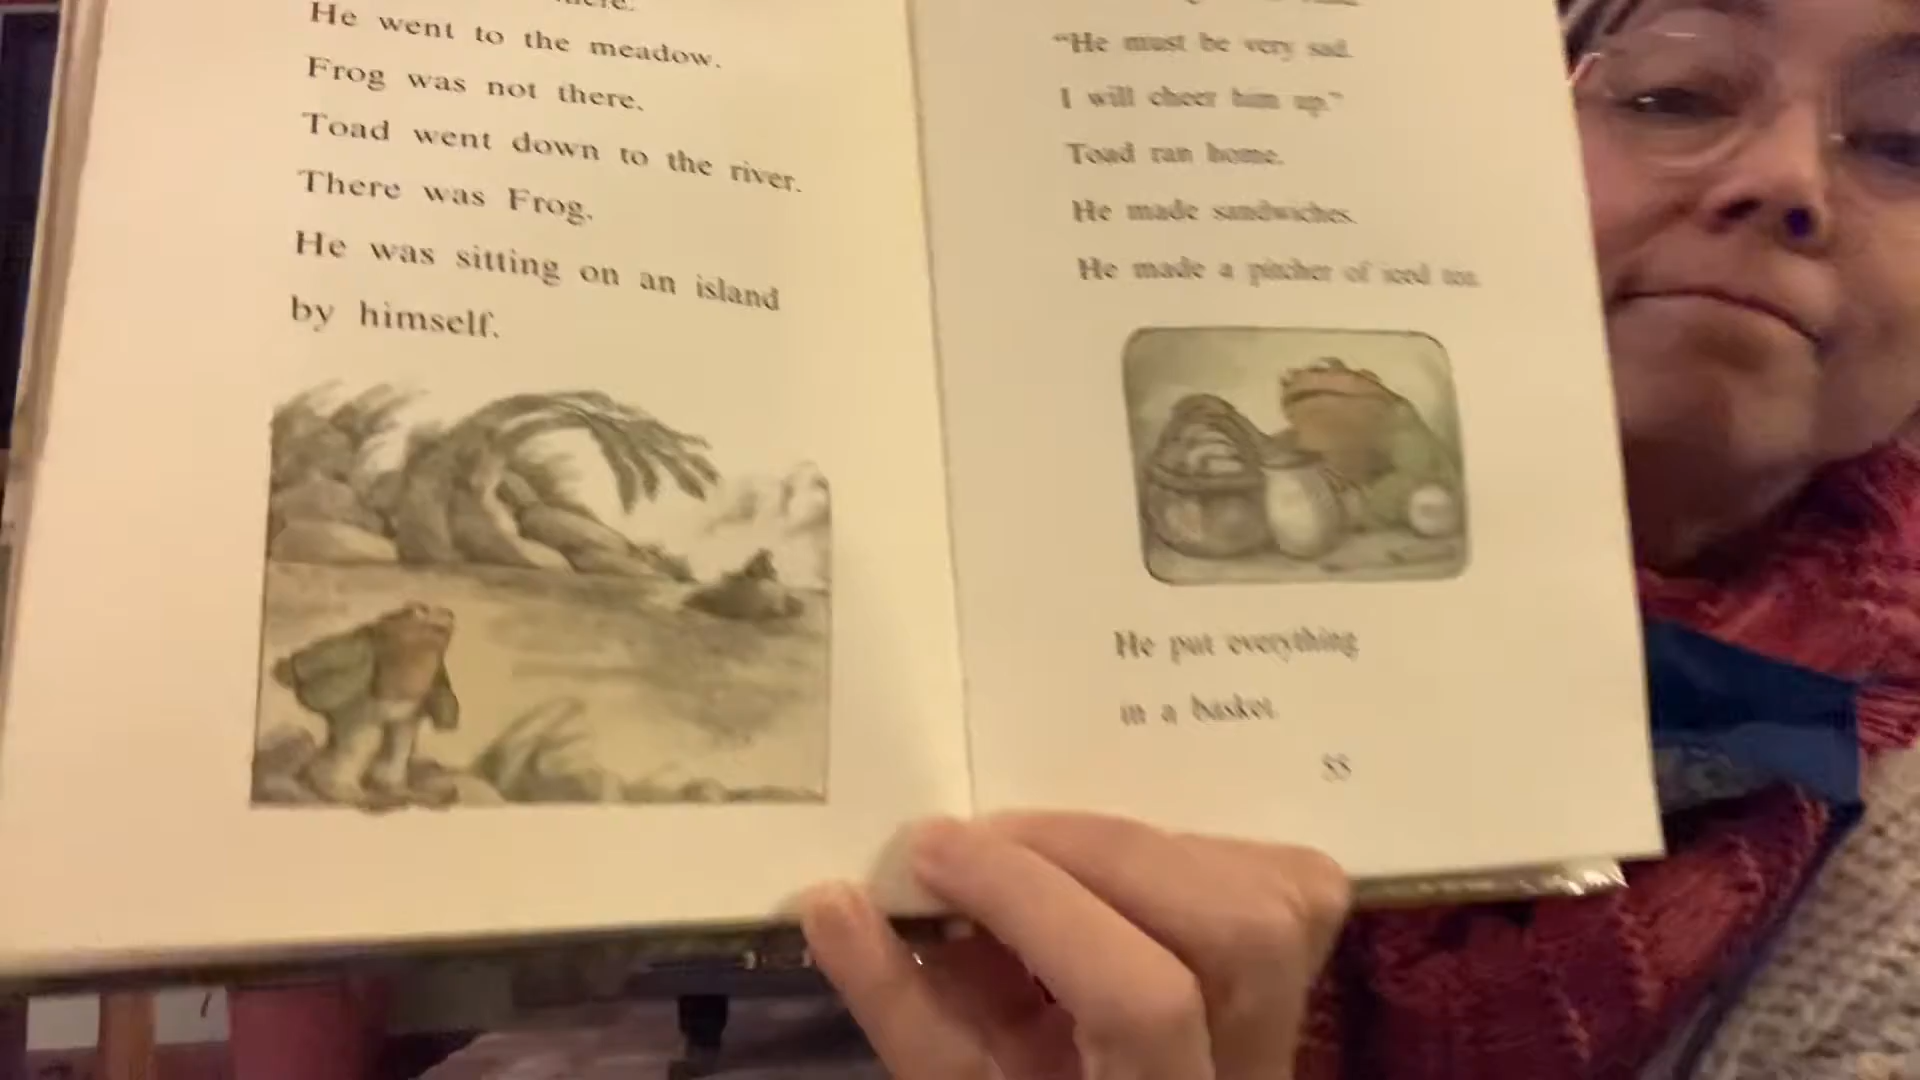 He went to the meadow.
Frog was not there.
Toad went down to the river.
There was Frog.
He was sitting on an island
by himself.
"He must be very sad.
I will cheer him up."
Toad ran home.
He made sandwiches.
He made a pitcher of iced tea.
He put everything
in a basket.
55